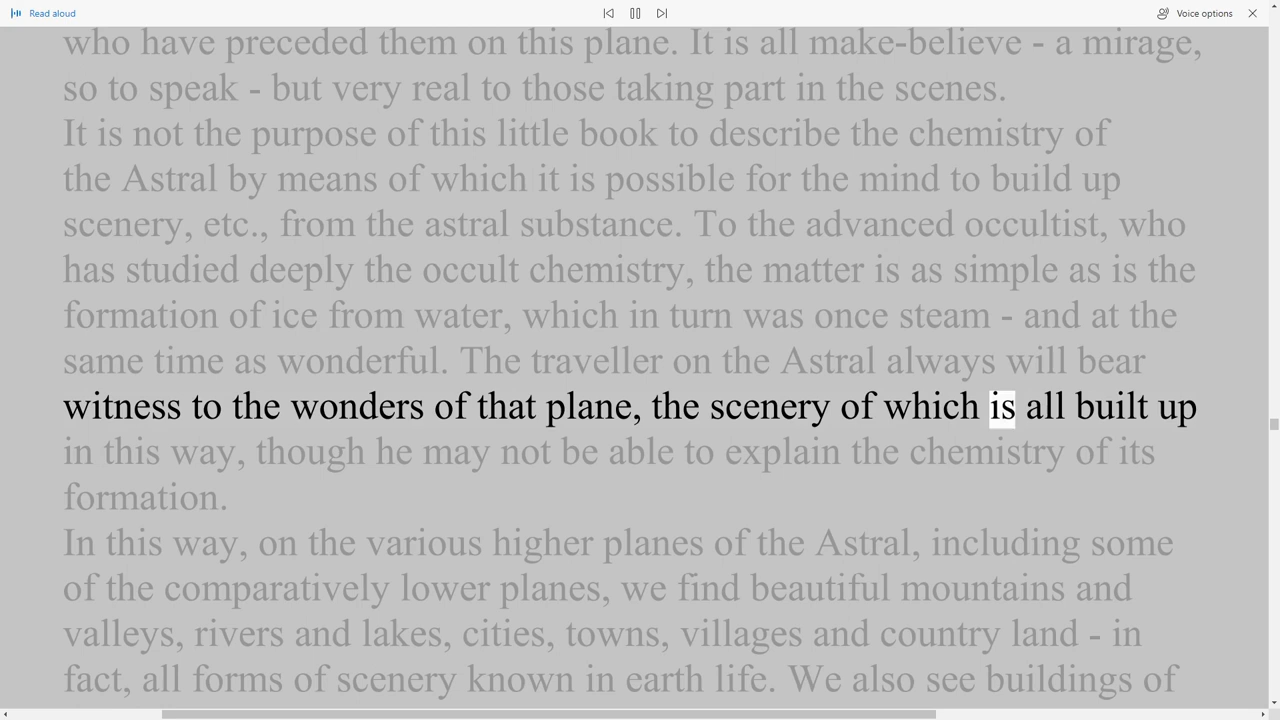 Read aloud
Voice options
who have preceded them on this plane. It is all make-believe - a mirage,
so to speak - but very real to those taking part in the scenes.
It is not the purpose of this little book to describe the chemistry of
the Astral by means of which it is possible for the mind to build up
scenery, etc., from the astral substance. To the advanced occultist, who
has studied deeply the occult chemistry, the matter is as simple as is the
formation of ice from water, which in turn was once steam - and at the
same time as wonderful. The traveller on the Astral always will bear
witness to the wonders of that plane, the scenery of which is all built up
in this way, though he may not be able to explain the chemistry of its
formation.
In this way, on the various higher planes of the Astral, including some
of the comparatively lower planes, we find beautiful mountains and
valleys, rivers and lakes, cities, towns, villages and country land - in
fact, all forms of scenery known in earth life. We also see buildings of